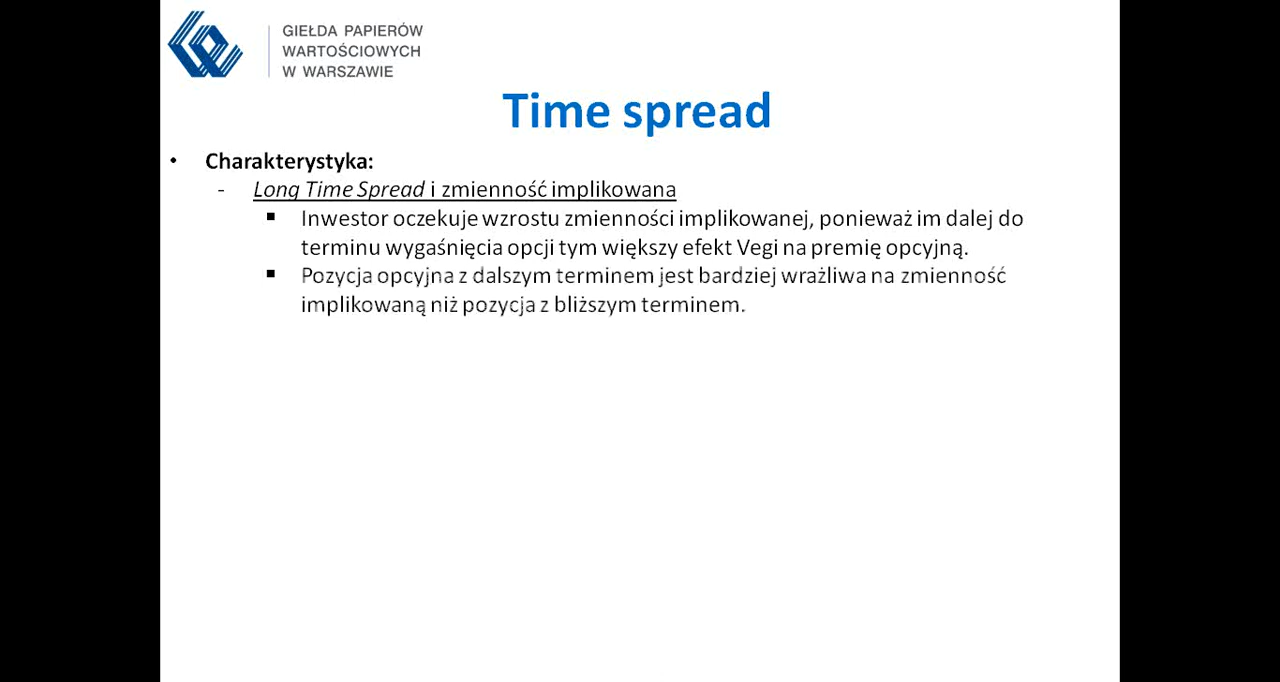 GIEŁDA PAPIERÓW
WARTOŚCIOWYCH
W WARSZAWIE
Time spread
• Charakterystyka:
- Long Time Spread i zmienność implikowana
▪ Inwestor oczekuje wzrostu zmienności implikowanej, ponieważ im dalej do
terminu wygaśnięcia opcji tym większy efekt Vegi na premię opcyjną.
▪ Pozycja opcyjna z dalszym terminem jest bardziej wrażliwa na zmienność
implikowaną niż pozycja z bliższym terminem.